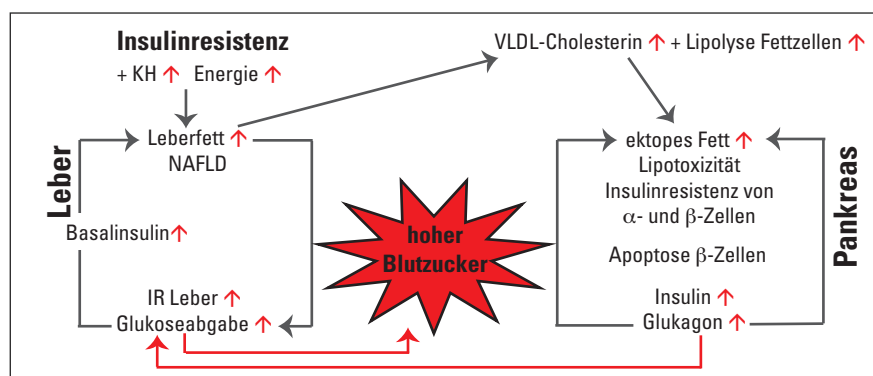 Insulinresistenz
+ KH ↑ Energie ↑
VLDL-Cholesterin ↑ + Lipolyse Fettzellen ↑
Leber
Leberfett ↑
NAFLD
Basalinsulin ↑
IR Leber ↑
Glukoseabgabe ↑
hoher
Blutzucker
ektopes Fett ↑
Lipotoxizität
Insulinresistenz von
α- und β-Zellen
Apoptose β-Zellen
Insulin ↑
Glukagon ↑
Pankreas